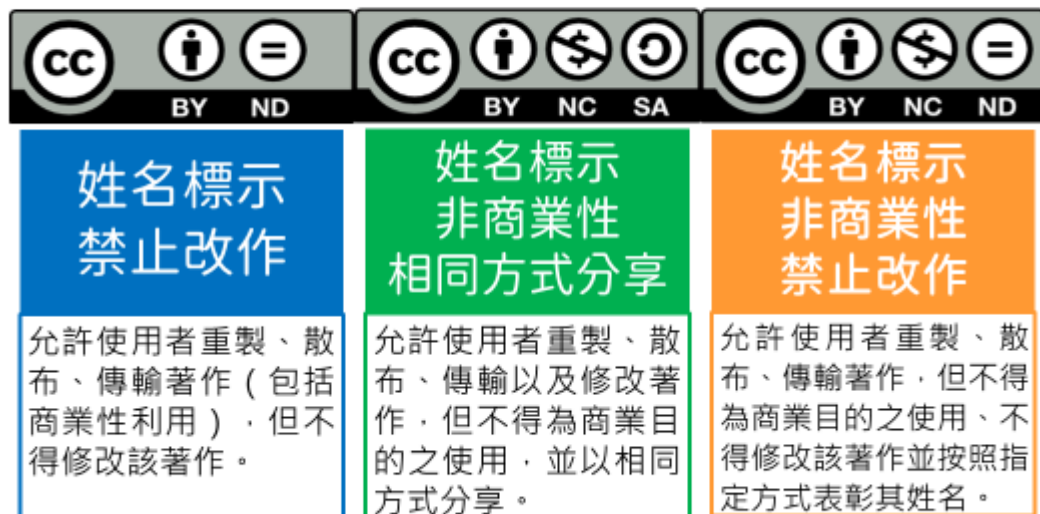 cc
BY ND
姓名標示
禁止改作
允許使用者重製、散
布、傳輸著作(包括
商業性利用),但不
得修改該著作。
cc $
BY NC SA
姓名標示
非商業性
相同方式分享
允許使用者重製、散
布、傳輸以及修改著
作,但不得為商業目
的之使用,並以相同
方式分享。
cc $ =
BY NC ND
姓名標示
非商業性
禁止改作
允許使用者重製、散
布、傳輸著作,但不得
為商業目的之使用、不
得修改該著作並按照指
定方式表彰其姓名。